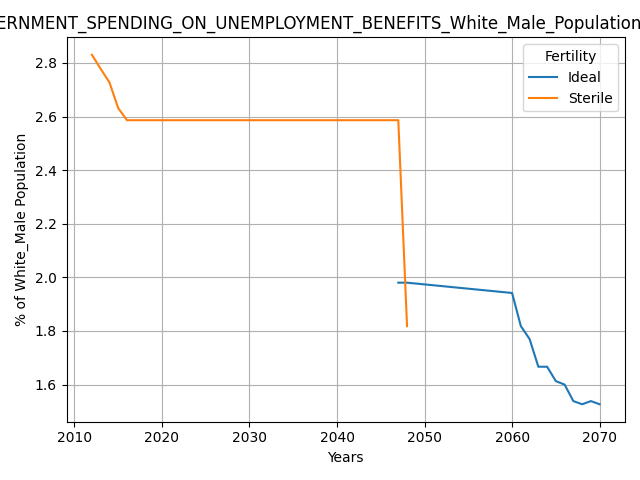 ERNMENT_SPENDING_ON_UNEMPLOYMENT_BENEFITS_White_Male_Population
Fertility
Ideal
Sterile
2.8
2.6
2.4
2.2
2.0
1.8
1.6
% of White_Male Population
2010 2020 2030 2040 2050 2060 2070
Years